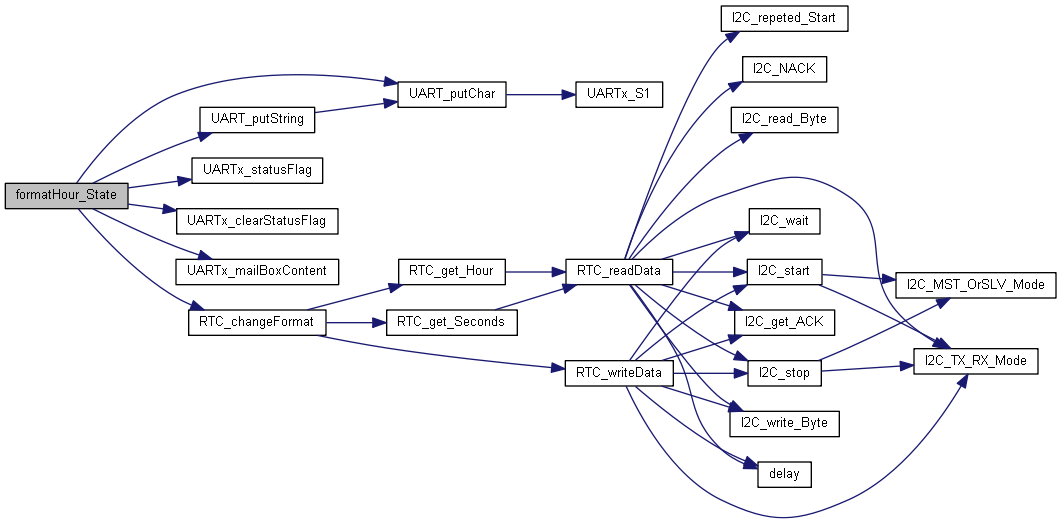 formatHour_State
UART_putChar
UARTx_S1
UART_putString
UARTx_statusFlag
UARTx_clearStatusFlag
UARTx_mailBoxContent
RTC_changeFormat
RTC_get_Hour
RTC_get_Seconds
RTC_readData
RTC_writeData
I2C_repeted_Start
I2C_NACK
I2C_read_Byte
I2C_wait
I2C_start
I2C_get_ACK
I2C_stop
I2C_write_Byte
delay
I2C_MST_OrSLV_Mode
I2C_TX_RX_Mode